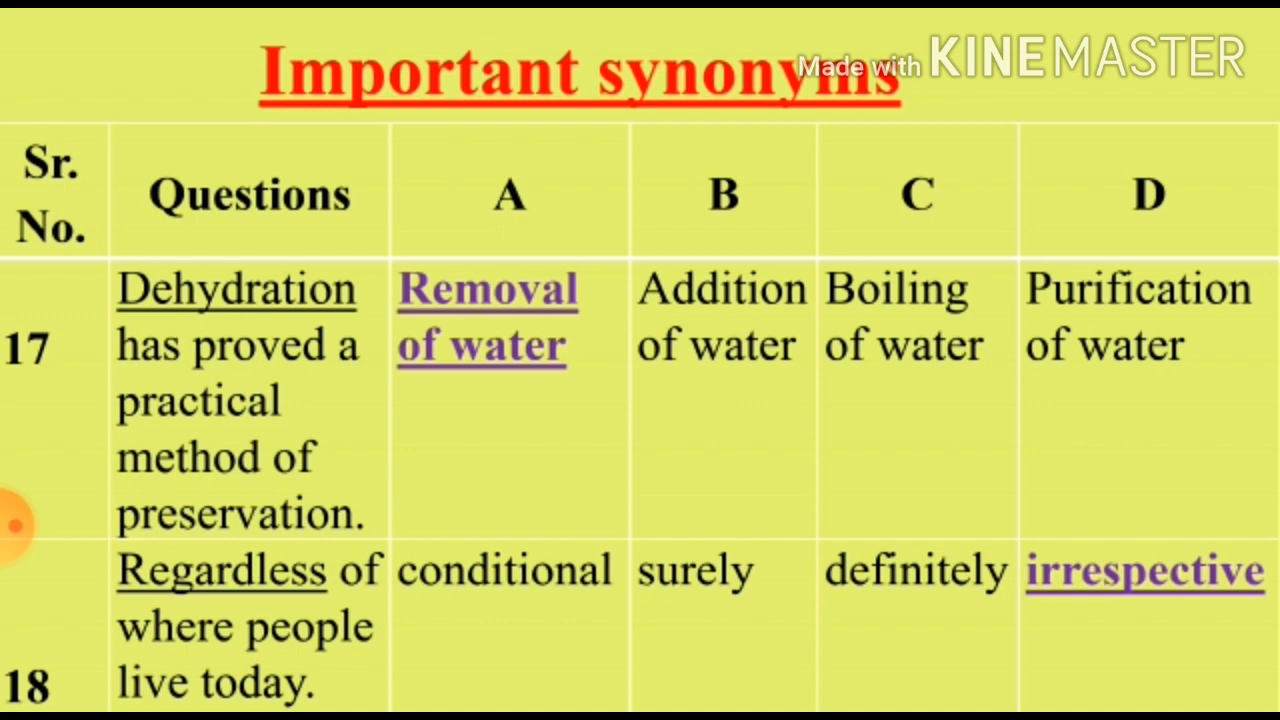 Important synonyms
Made with KINEMASTER
Sr.
No.
Questions
A
B
C
D
17
Dehydration
has proved a
practical
method of
preservation.
Removal
of water
Addition
of water
Boiling
of water
Purification
of water
18
Regardless of
where people
live today.
conditional
surely
definitely
irrespective